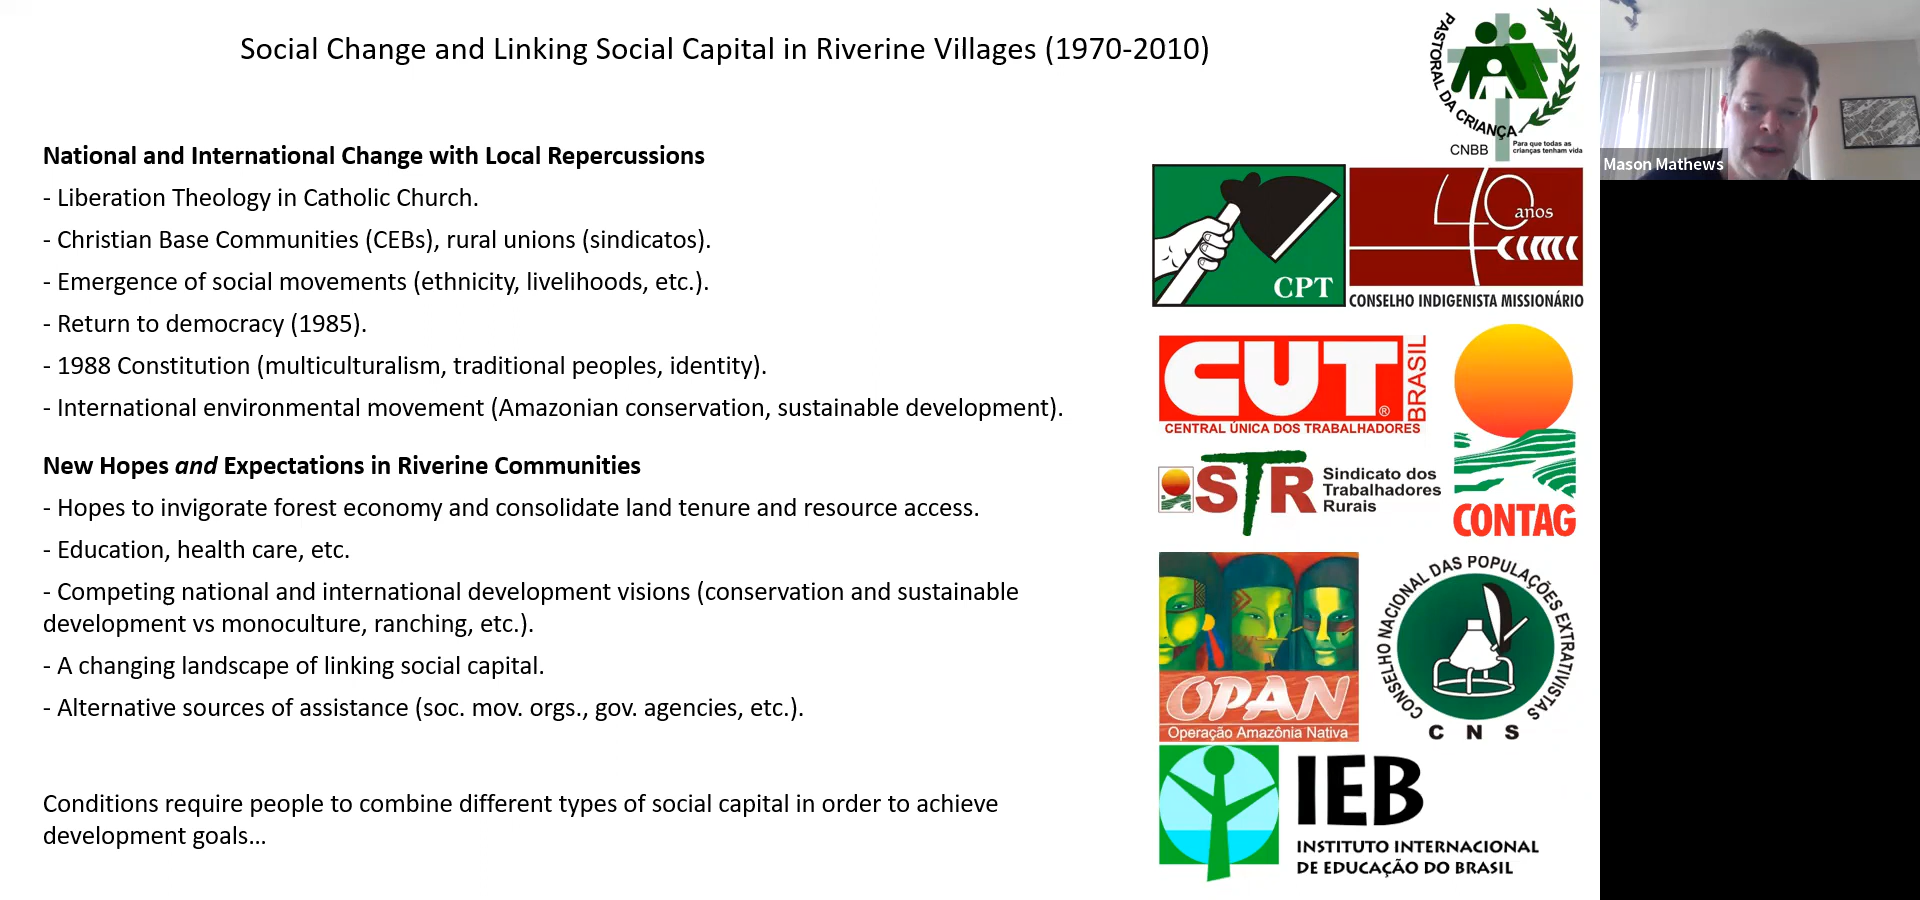 Social Change and Linking Social Capital in Riverine Villages (1970-2010)
National and International Change with Local Repercussions
- Liberation Theology in Catholic Church.
- Christian Base Communities (CEBs), rural unions (sindicatos).
- Emergence of social movements (ethnicity, livelihoods, etc.).
- Return to democracy (1985).
- 1988 Constitution (multiculturalism, traditional peoples, identity).
- International environmental movement (Amazonian conservation, sustainable development).
New Hopes and Expectations in Riverine Communities
- Hopes to invigorate forest economy and consolidate land tenure and resource access.
- Education, health care, etc.
- Competing national and international development visions (conservation and sustainable
development vs monoculture, ranching, etc.).
- A changing landscape of linking social capital.
- Alternative sources of assistance (soc. mov. orgs., gov. agencies, etc.).
Conditions require people to combine different types of social capital in order to achieve
development goals...
PASTORAL DA CRIANÇA
CNBB
Para que todas as
crianças tenham vida
CPT
40
anos
CONSELHO INDIGENISTA MISSIONÁRIO
CUT®
BRASIL
CENTRAL ÚNICA DOS TRABALHADORES
STR
Sindicato dos
Trabalhadores
Rurais
CONTAG
OPAN
Operação Amazônia Nativa
CONSELHO NACIONAL DAS POPULAÇÕES EXTRATIVISTAS
C N S
IEB
INSTITUTO INTERNACIONAL
DE EDUCAÇÃO DO BRASIL
Mason Mathews